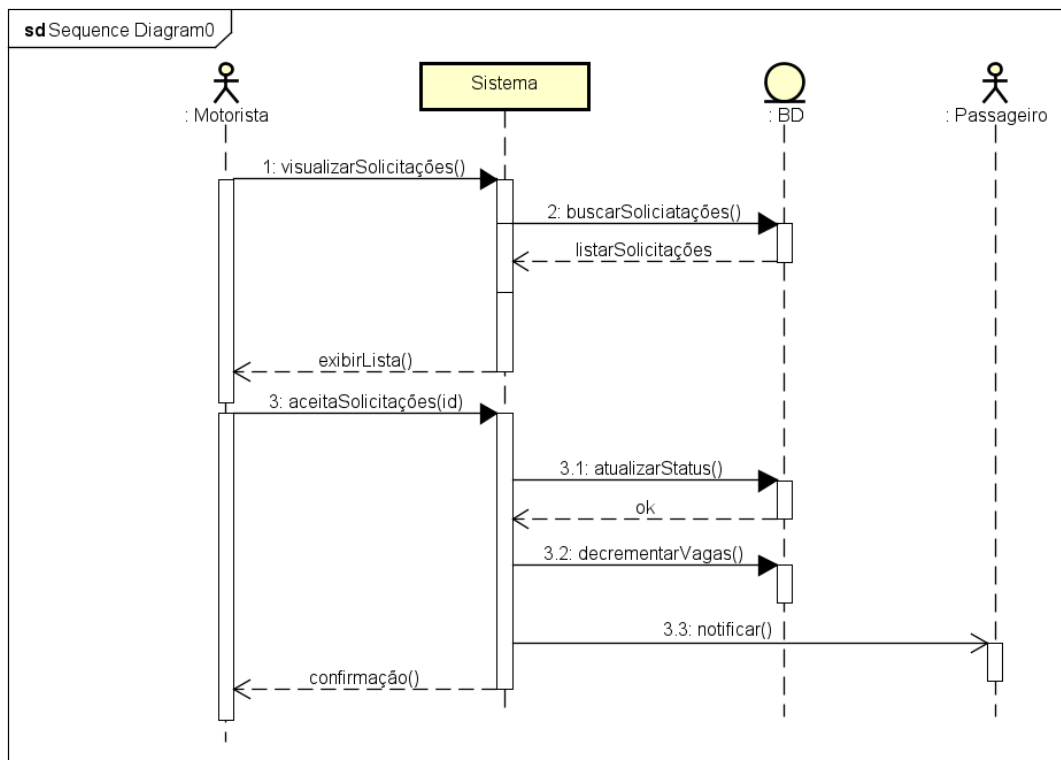 sd Sequence Diagram0
: Motorista
Sistema
: BD
: Passageiro
1: visualizarSolicitações()
2: buscarSoliciatações()
listarSolicitações
exibirLista()
3: aceitaSolicitações(id)
3.1: atualizarStatus()
ok
3.2: decrementarVagas()
3.3: notificar()
confirmação()